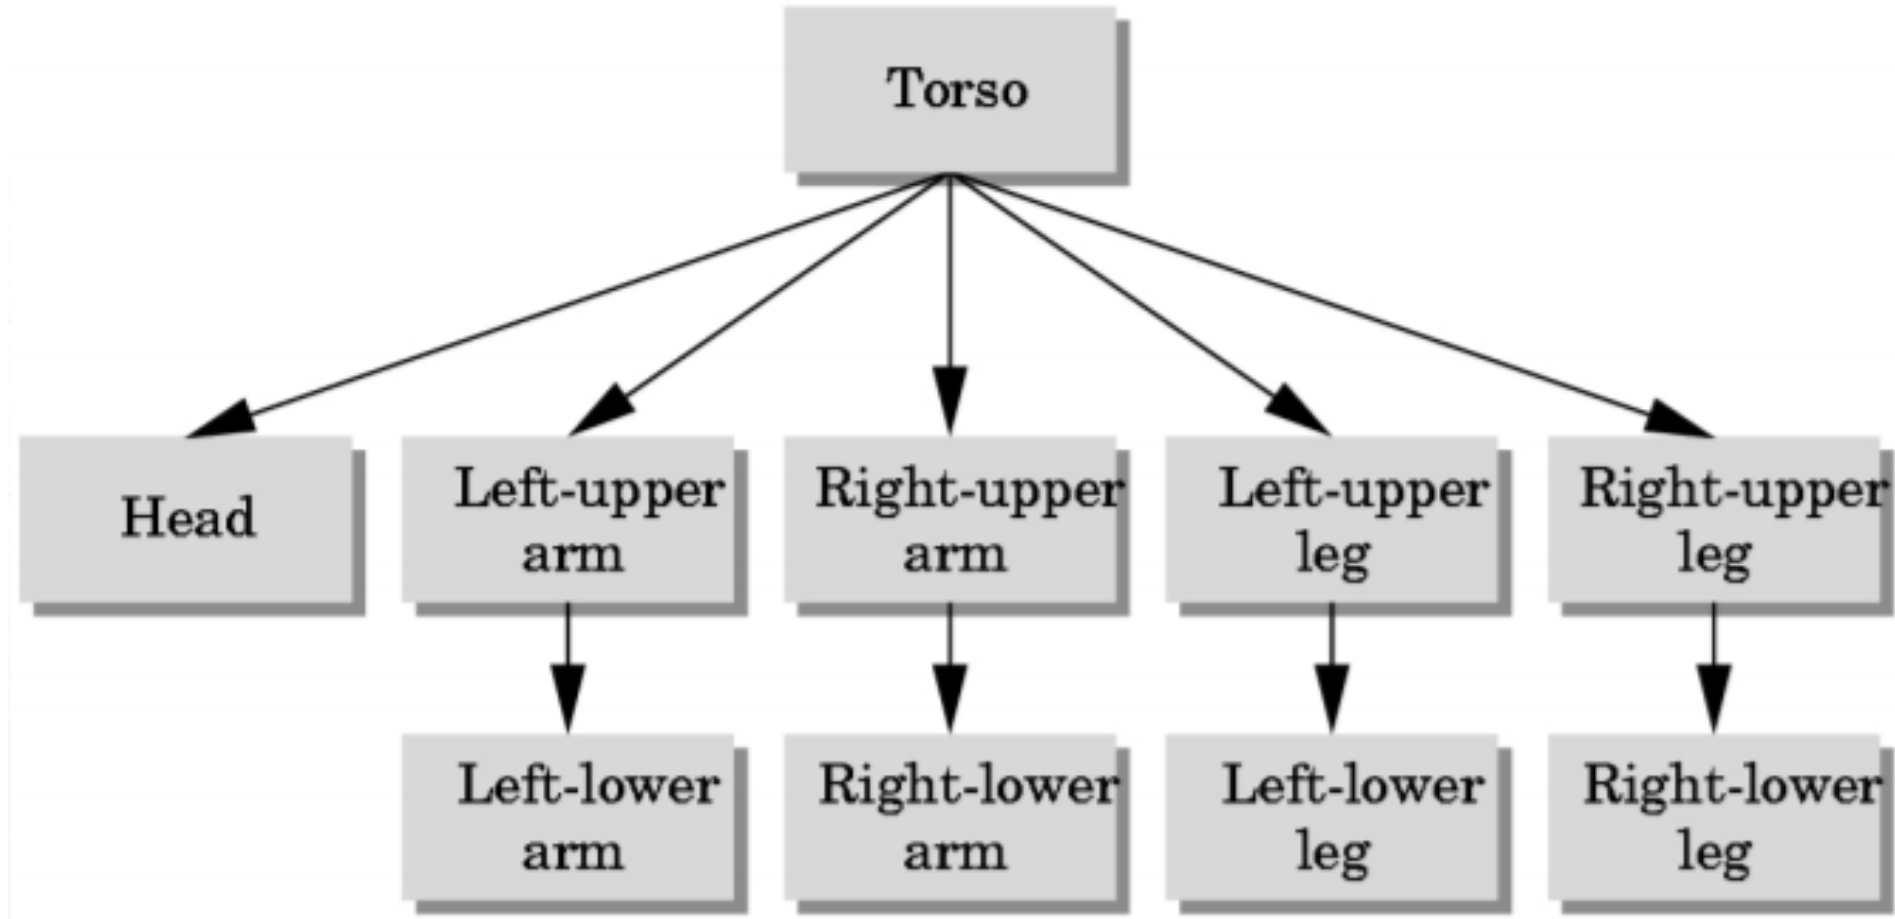 Torso
Head
Left-upper
arm
Right-upper
arm
Left-upper
leg
Right-upper
leg
Left-lower
arm
Right-lower
arm
Left-lower
leg
Right-lower
leg